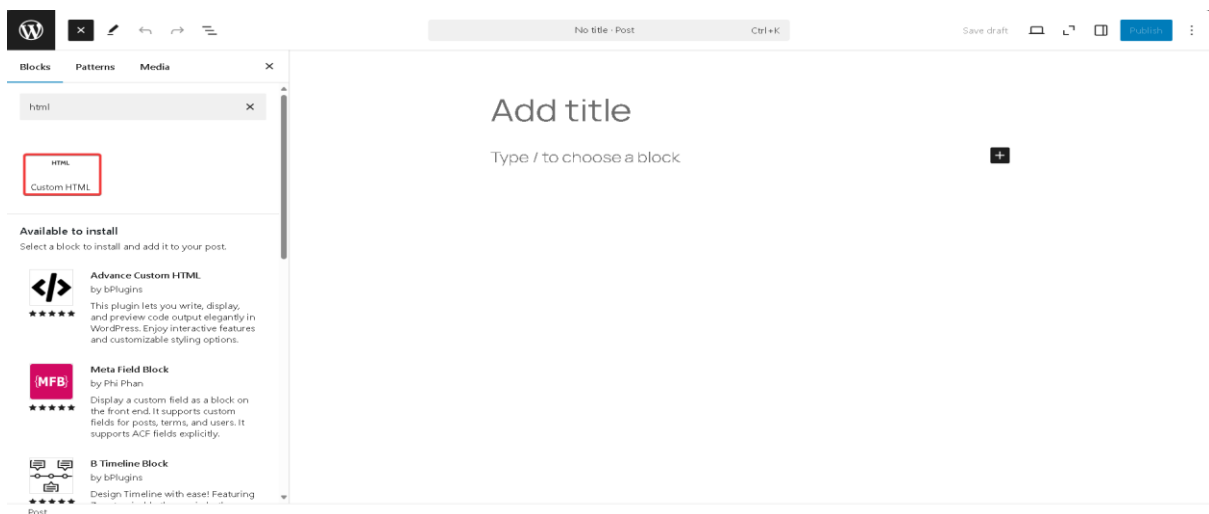 No title · Post
Ctrl+K
Save draft
Publish
Blocks
Patterns
Media
html
HTML
Custom HTML
Available to install
Select a block to install and add it to your post.
Advance Custom HTML
by bPlugins
This plugin lets you write, display,
and preview code output elegantly in
WordPress. Enjoy interactive features
and customizable styling options.
{MFB}
Meta Field Block
by Phi Phan
Display a custom field as a block on
the front end. It supports custom
fields for posts, terms, and users. It
supports ACF fields explicitly.
B Timeline Block
by bPlugins
Design Timeline with ease! Featuring
Post
Add title
Type / to choose a block